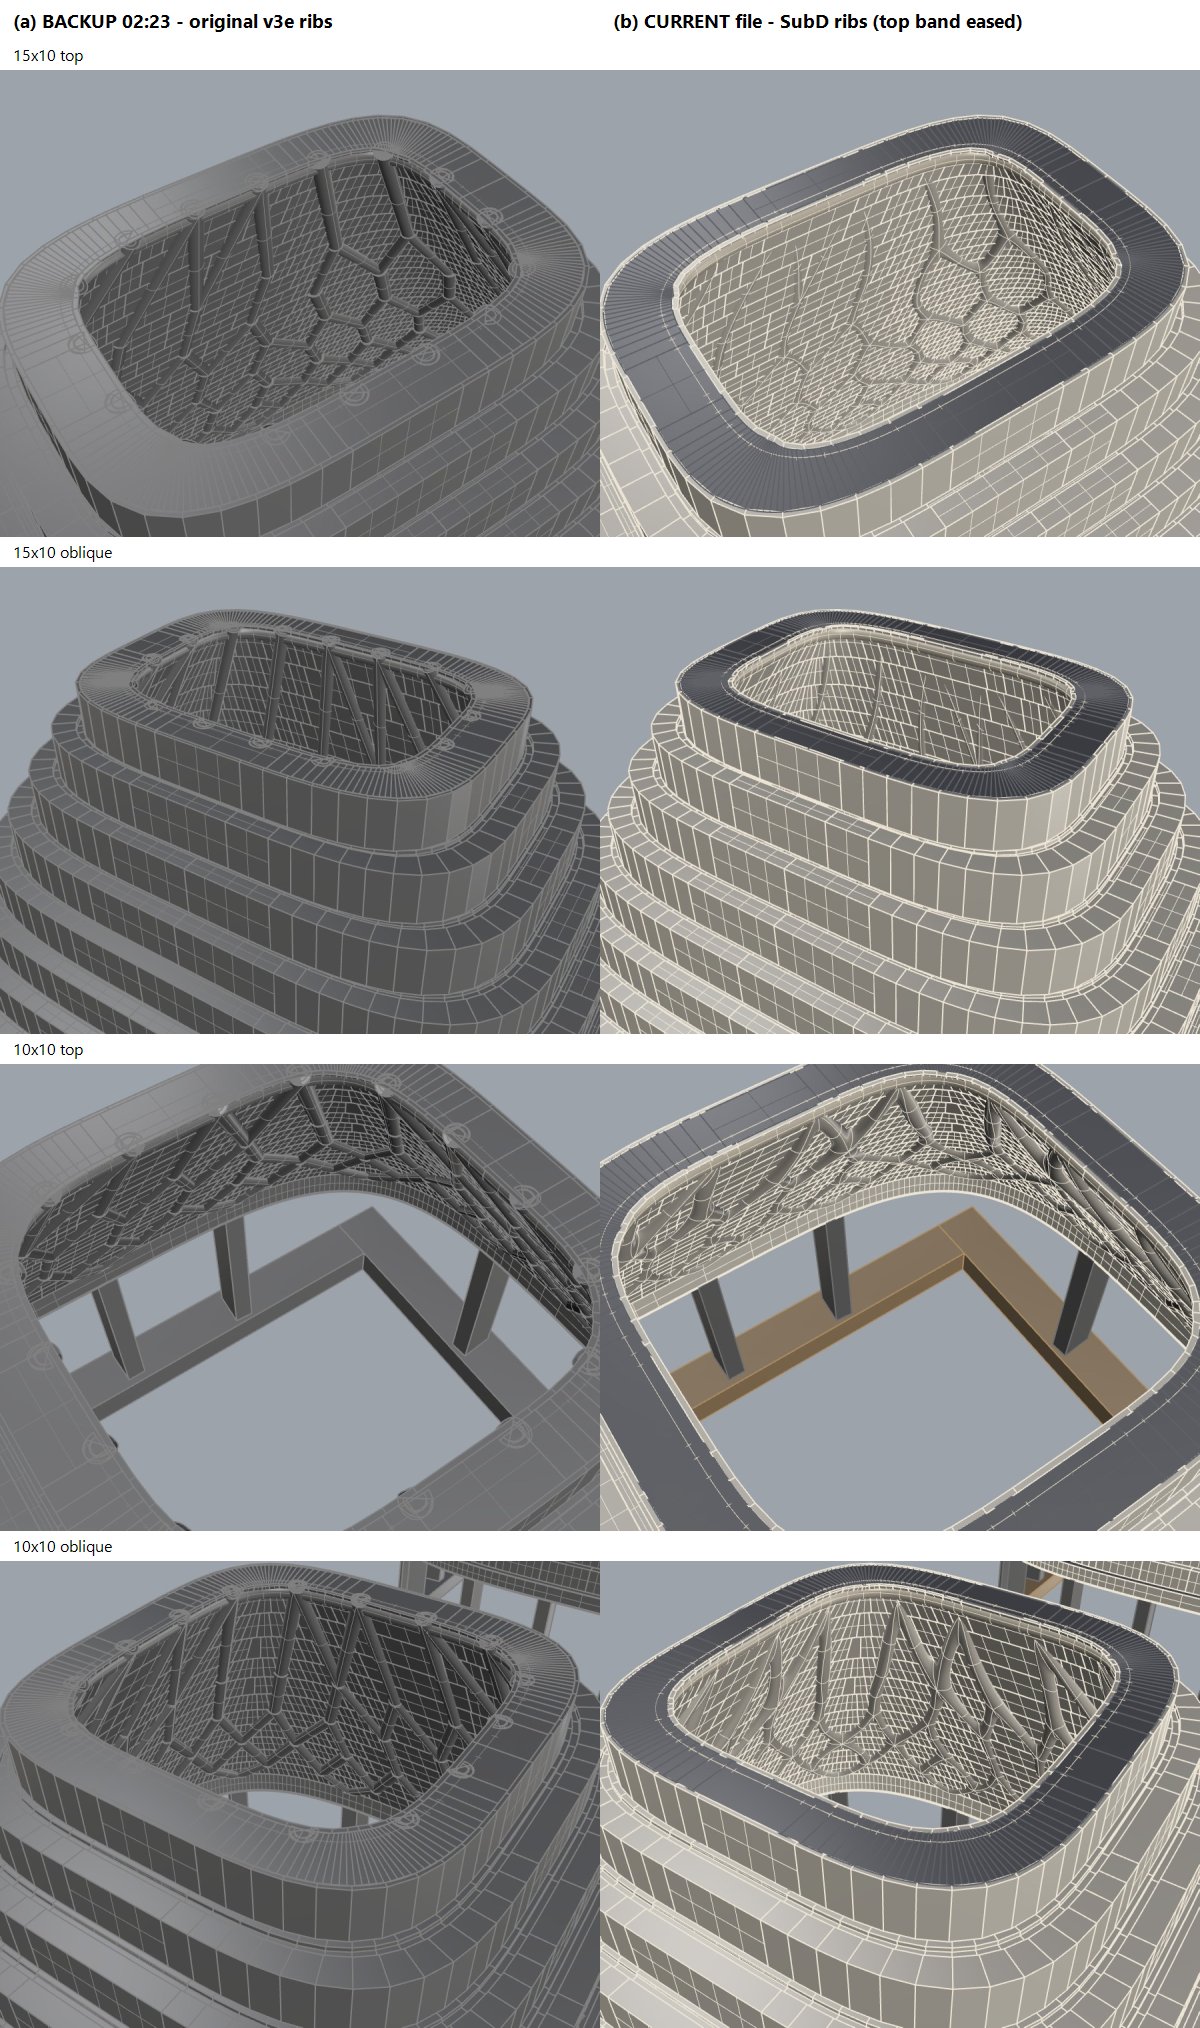 (a) BACKUP 02:23 - original v3e ribs
(b) CURRENT file - SubD ribs (top band eased)
15x10 top
15x10 oblique
10x10 top
10x10 oblique